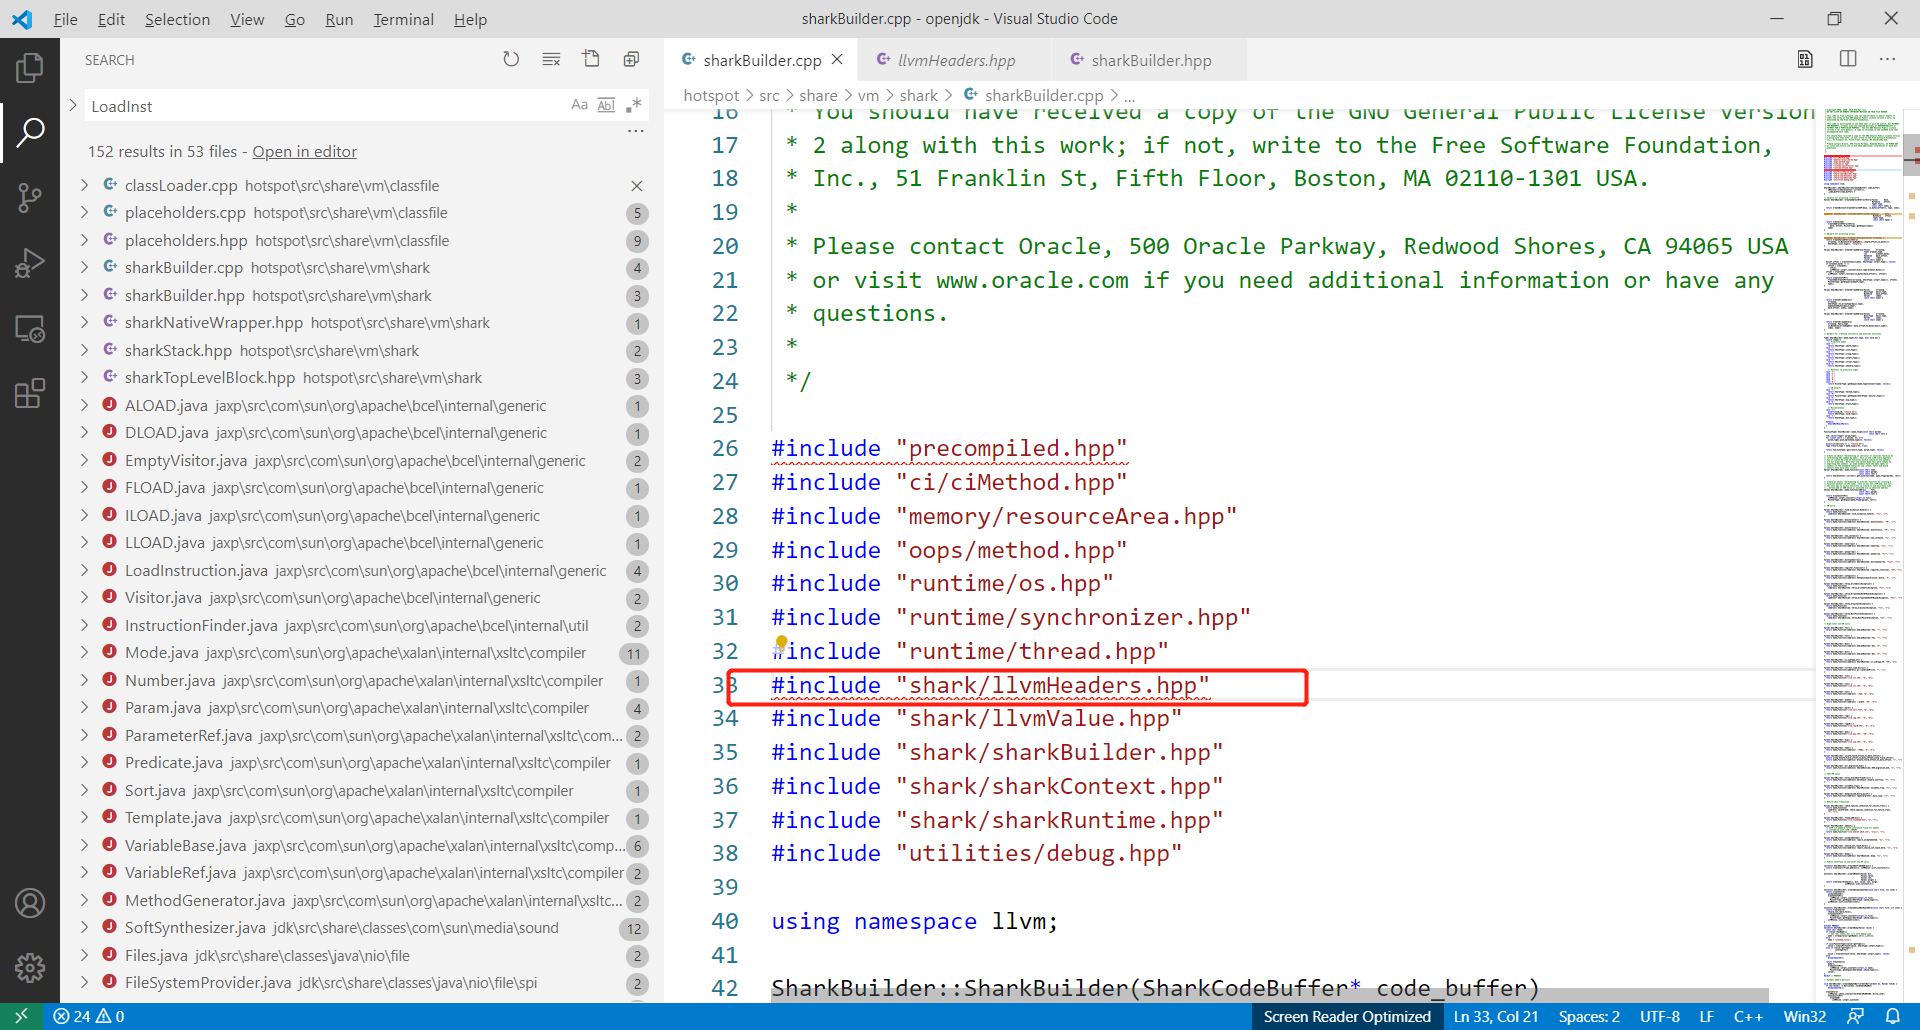 File Edit Selection View Go Run Terminal Help
sharkBuilder.cpp - openjdk - Visual Studio Code
SEARCH
LoadInst
Aa Abl .*
152 results in 53 files - Open in editor
classLoader.cpp hotspot\src\share\vm\classfile
placeholders.cpp hotspot\src\share\vm\classfile 5
placeholders.hpp hotspot\src\share\vm\classfile 9
sharkBuilder.cpp hotspot\src\share\vm\shark 4
sharkBuilder.hpp hotspot\src\share\vm\shark 3
sharkNativeWrapper.hpp hotspot\src\share\vm\shark 1
sharkStack.hpp hotspot\src\share\vm\shark 2
sharkTopLevelBlock.hpp hotspot\src\share\vm\shark 3
ALOAD.java jaxp\src\com\sun\org\apache\bcel\internal\generic 1
DLOAD.java jaxp\src\com\sun\org\apache\bcel\internal\generic 1
EmptyVisitor.java jaxp\src\com\sun\org\apache\bcel\internal\generic 2
FLOAD.java jaxp\src\com\sun\org\apache\bcel\internal\generic 1
ILOAD.java jaxp\src\com\sun\org\apache\bcel\internal\generic 1
LLOAD.java jaxp\src\com\sun\org\apache\bcel\internal\generic 1
LoadInstruction.java jaxp\src\com\sun\org\apache\bcel\internal\generic 4
Visitor.java jaxp\src\com\sun\org\apache\bcel\internal\generic 2
InstructionFinder.java jaxp\src\com\sun\org\apache\bcel\internal\util 2
Mode.java jaxp\src\com\sun\org\apache\xalan\internal\xsltc\compiler 11
Number.java jaxp\src\com\sun\org\apache\xalan\internal\xsltc\compiler 1
Param.java jaxp\src\com\sun\org\apache\xalan\internal\xsltc\compiler 4
ParameterRef.java jaxp\src\com\sun\org\apache\xalan\internal\xsltc\com... 2
Predicate.java jaxp\src\com\sun\org\apache\xalan\internal\xsltc\compiler 1
Sort.java jaxp\src\com\sun\org\apache\xalan\internal\xsltc\compiler 1
Template.java jaxp\src\com\sun\org\apache\xalan\internal\xsltc\compiler 1
VariableBase.java jaxp\src\com\sun\org\apache\xalan\internal\xsltc\comp... 6
VariableRef.java jaxp\src\com\sun\org\apache\xalan\internal\xsltc\compiler 2
MethodGenerator.java jaxp\src\com\sun\org\apache\xalan\internal\xsltc... 2
SoftSynthesizer.java jdk\src\share\classes\com\sun\media\sound 12
Files.java jdk\src\share\classes\java\nio\file 2
FileSystemProvider.java jdk\src\share\classes\java\nio\file\spi 2
sharkBuilder.cpp
llvmHeaders.hpp
sharkBuilder.hpp
hotspot > src > share > vm > shark > sharkBuilder.cpp > ...
16 * You should have received a copy of the GNU General Public License version
17 * 2 along with this work; if not, write to the Free Software Foundation,
18 * Inc., 51 Franklin St, Fifth Floor, Boston, MA 02110-1301 USA.
19 *
20 * Please contact Oracle, 500 Oracle Parkway, Redwood Shores, CA 94065 USA
21 * or visit www.oracle.com if you need additional information or have any
22 * questions.
23 *
24 */
25
26 #include "precompiled.hpp"
27 #include "ci/ciMethod.hpp"
28 #include "memory/resourceArea.hpp"
29 #include "oops/method.hpp"
30 #include "runtime/os.hpp"
31 #include "runtime/synchronizer.hpp"
32 #include "runtime/thread.hpp"
33 #include "shark/llvmHeaders.hpp"
34 #include "shark/llvmValue.hpp"
35 #include "shark/sharkBuilder.hpp"
36 #include "shark/sharkContext.hpp"
37 #include "shark/sharkRuntime.hpp"
38 #include "utilities/debug.hpp"
39
40 using namespace llvm;
41
42 SharkBuilder::SharkBuilder(SharkCodeBuffer* code_buffer)
24 0
Screen Reader Optimized Ln 33, Col 21 Spaces: 2 UTF-8 LF C++ Win32